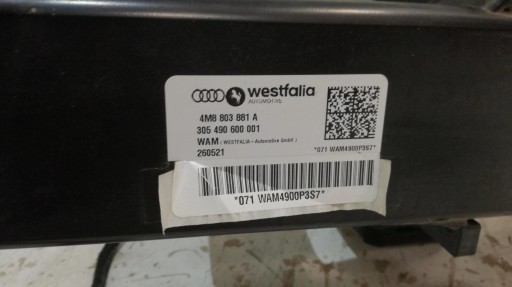 westfalia
AUTOMOTIVE
4M8 803 881 A
305 490 600 001
WAM ( WESTFALIA - Automotive GmbH )
260521
*071 WAM4900P3S7*
*071 WAM4900P3S7*